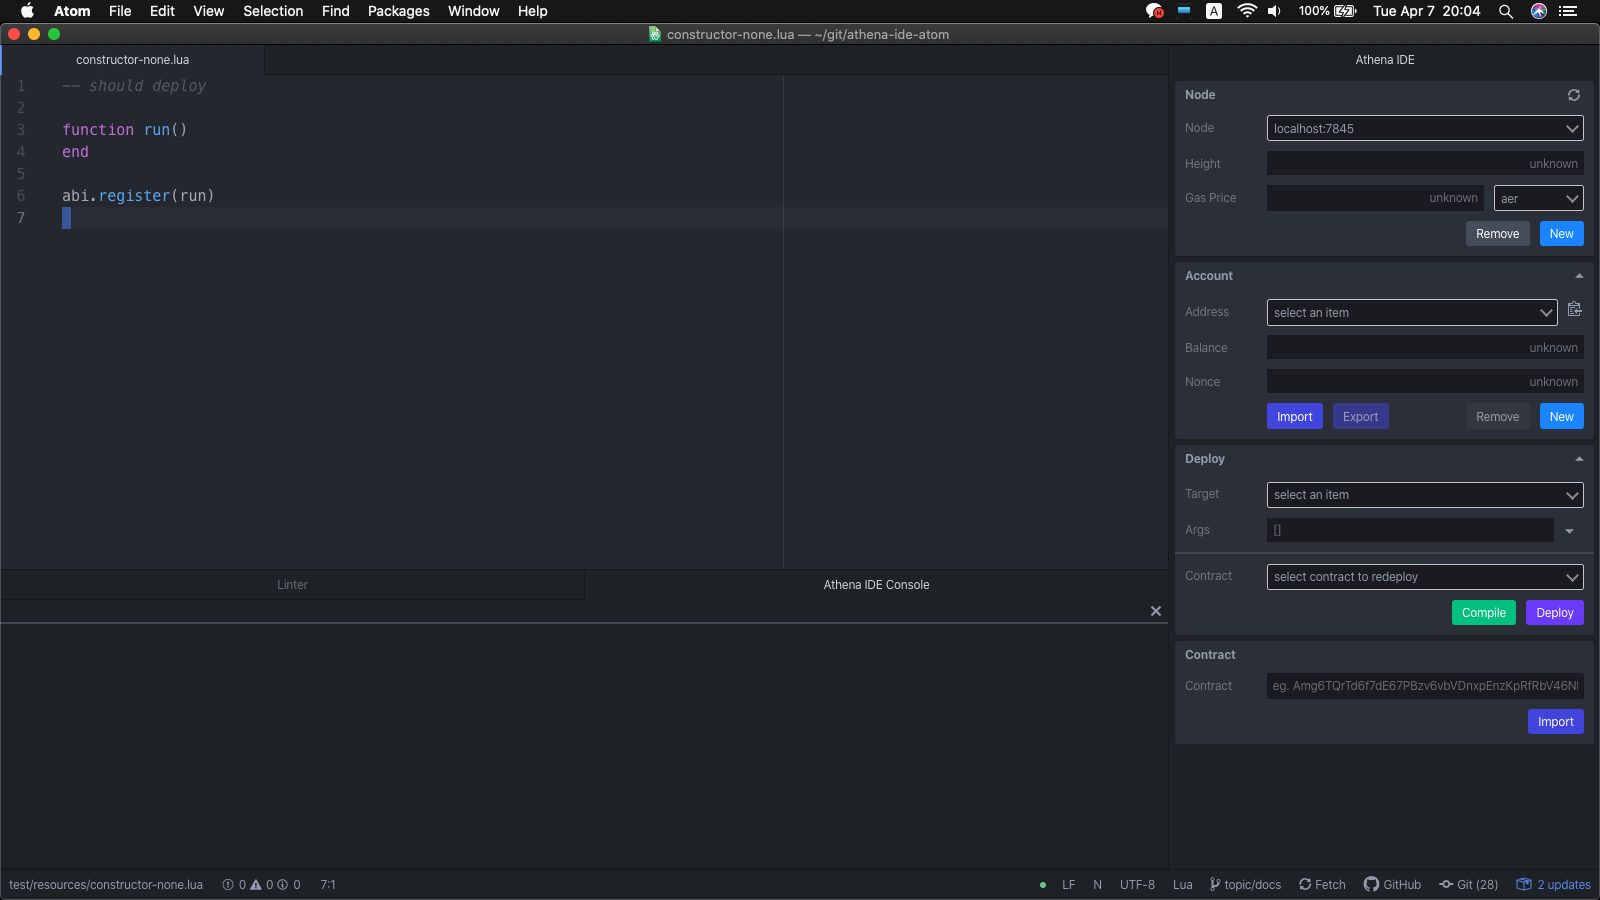 Atom File Edit View Selection Find Packages Window Help
A 100% Tue Apr 7 20:04
constructor-none.lua — ~/git/athena-ide-atom
constructor-none.lua
1 -- should deploy
2
3 function run()
4 end
5
6 abi.register(run)
7
Linter
Athena IDE Console
Athena IDE
Node
Node localhost:7845
Height unknown
Gas Price unknown aer
Remove New
Account
Address select an item
Balance unknown
Nonce unknown
Import Export Remove New
Deploy
Target select an item
Args []
Contract select contract to redeploy
Compile Deploy
Contract
Contract eg. Amg6TQrTd6f7dE67PBzv6vbVDnxpEnzKpRfRbV46N
Import
test/resources/constructor-none.lua 0 0 0 7:1
LF N UTF-8 Lua topic/docs Fetch GitHub Git (28) 2 updates